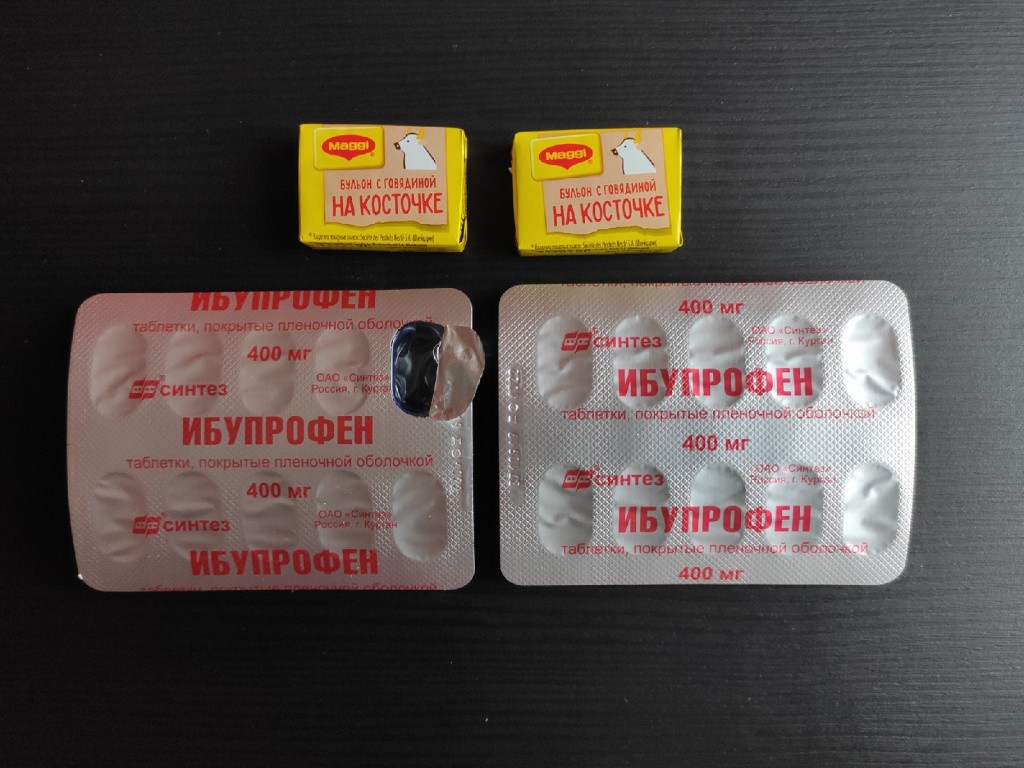 Maggi
БУЛЬОН С ГОВЯДИНОЙ
НА КОСТОЧКЕ
Maggi
БУЛЬОН С ГОВЯДИНОЙ
НА КОСТОЧКЕ
ИБУПРОФЕН
таблетки, покрытые пленочной оболочкой
400 мг
синтез
ОАО «Синтез»
Россия, г. Курган
ИБУПРОФЕН
таблетки, покрытые пленочной оболочкой
400 мг
синтез
ОАО «Синтез»
Россия, г. Курган
ИБУПРОФЕН
таблетки, покрытые пленочной оболочкой
400 мг
синтез
ОАО «Синтез»
Россия, г. Курган
ИБУПРОФЕН
таблетки, покрытые пленочной оболочкой
400 мг
синтез
ОАО «Синтез»
Россия, г. Курган
ИБУПРОФЕН
таблетки, покрытые пленочной оболочкой
400 мг